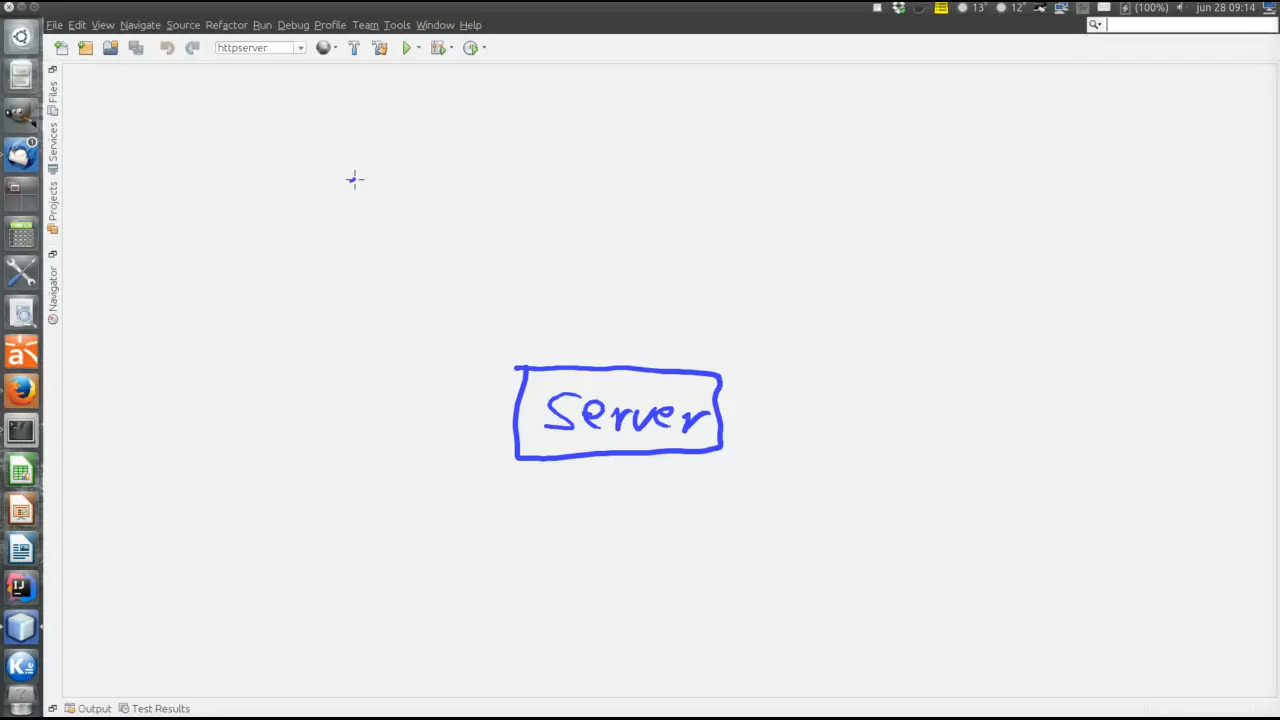 13° 12° (100%) jun 28 09:14
File Edit View Navigate Source Refactor Run Debug Profile Team Tools Window Help
httpserver
Files
Services
Projects
Navigator
Server
Output Test Results